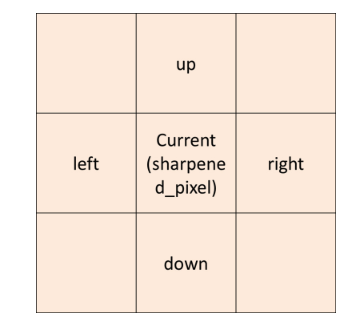 up
left
Current
(sharpene
d_pixel)
right
down